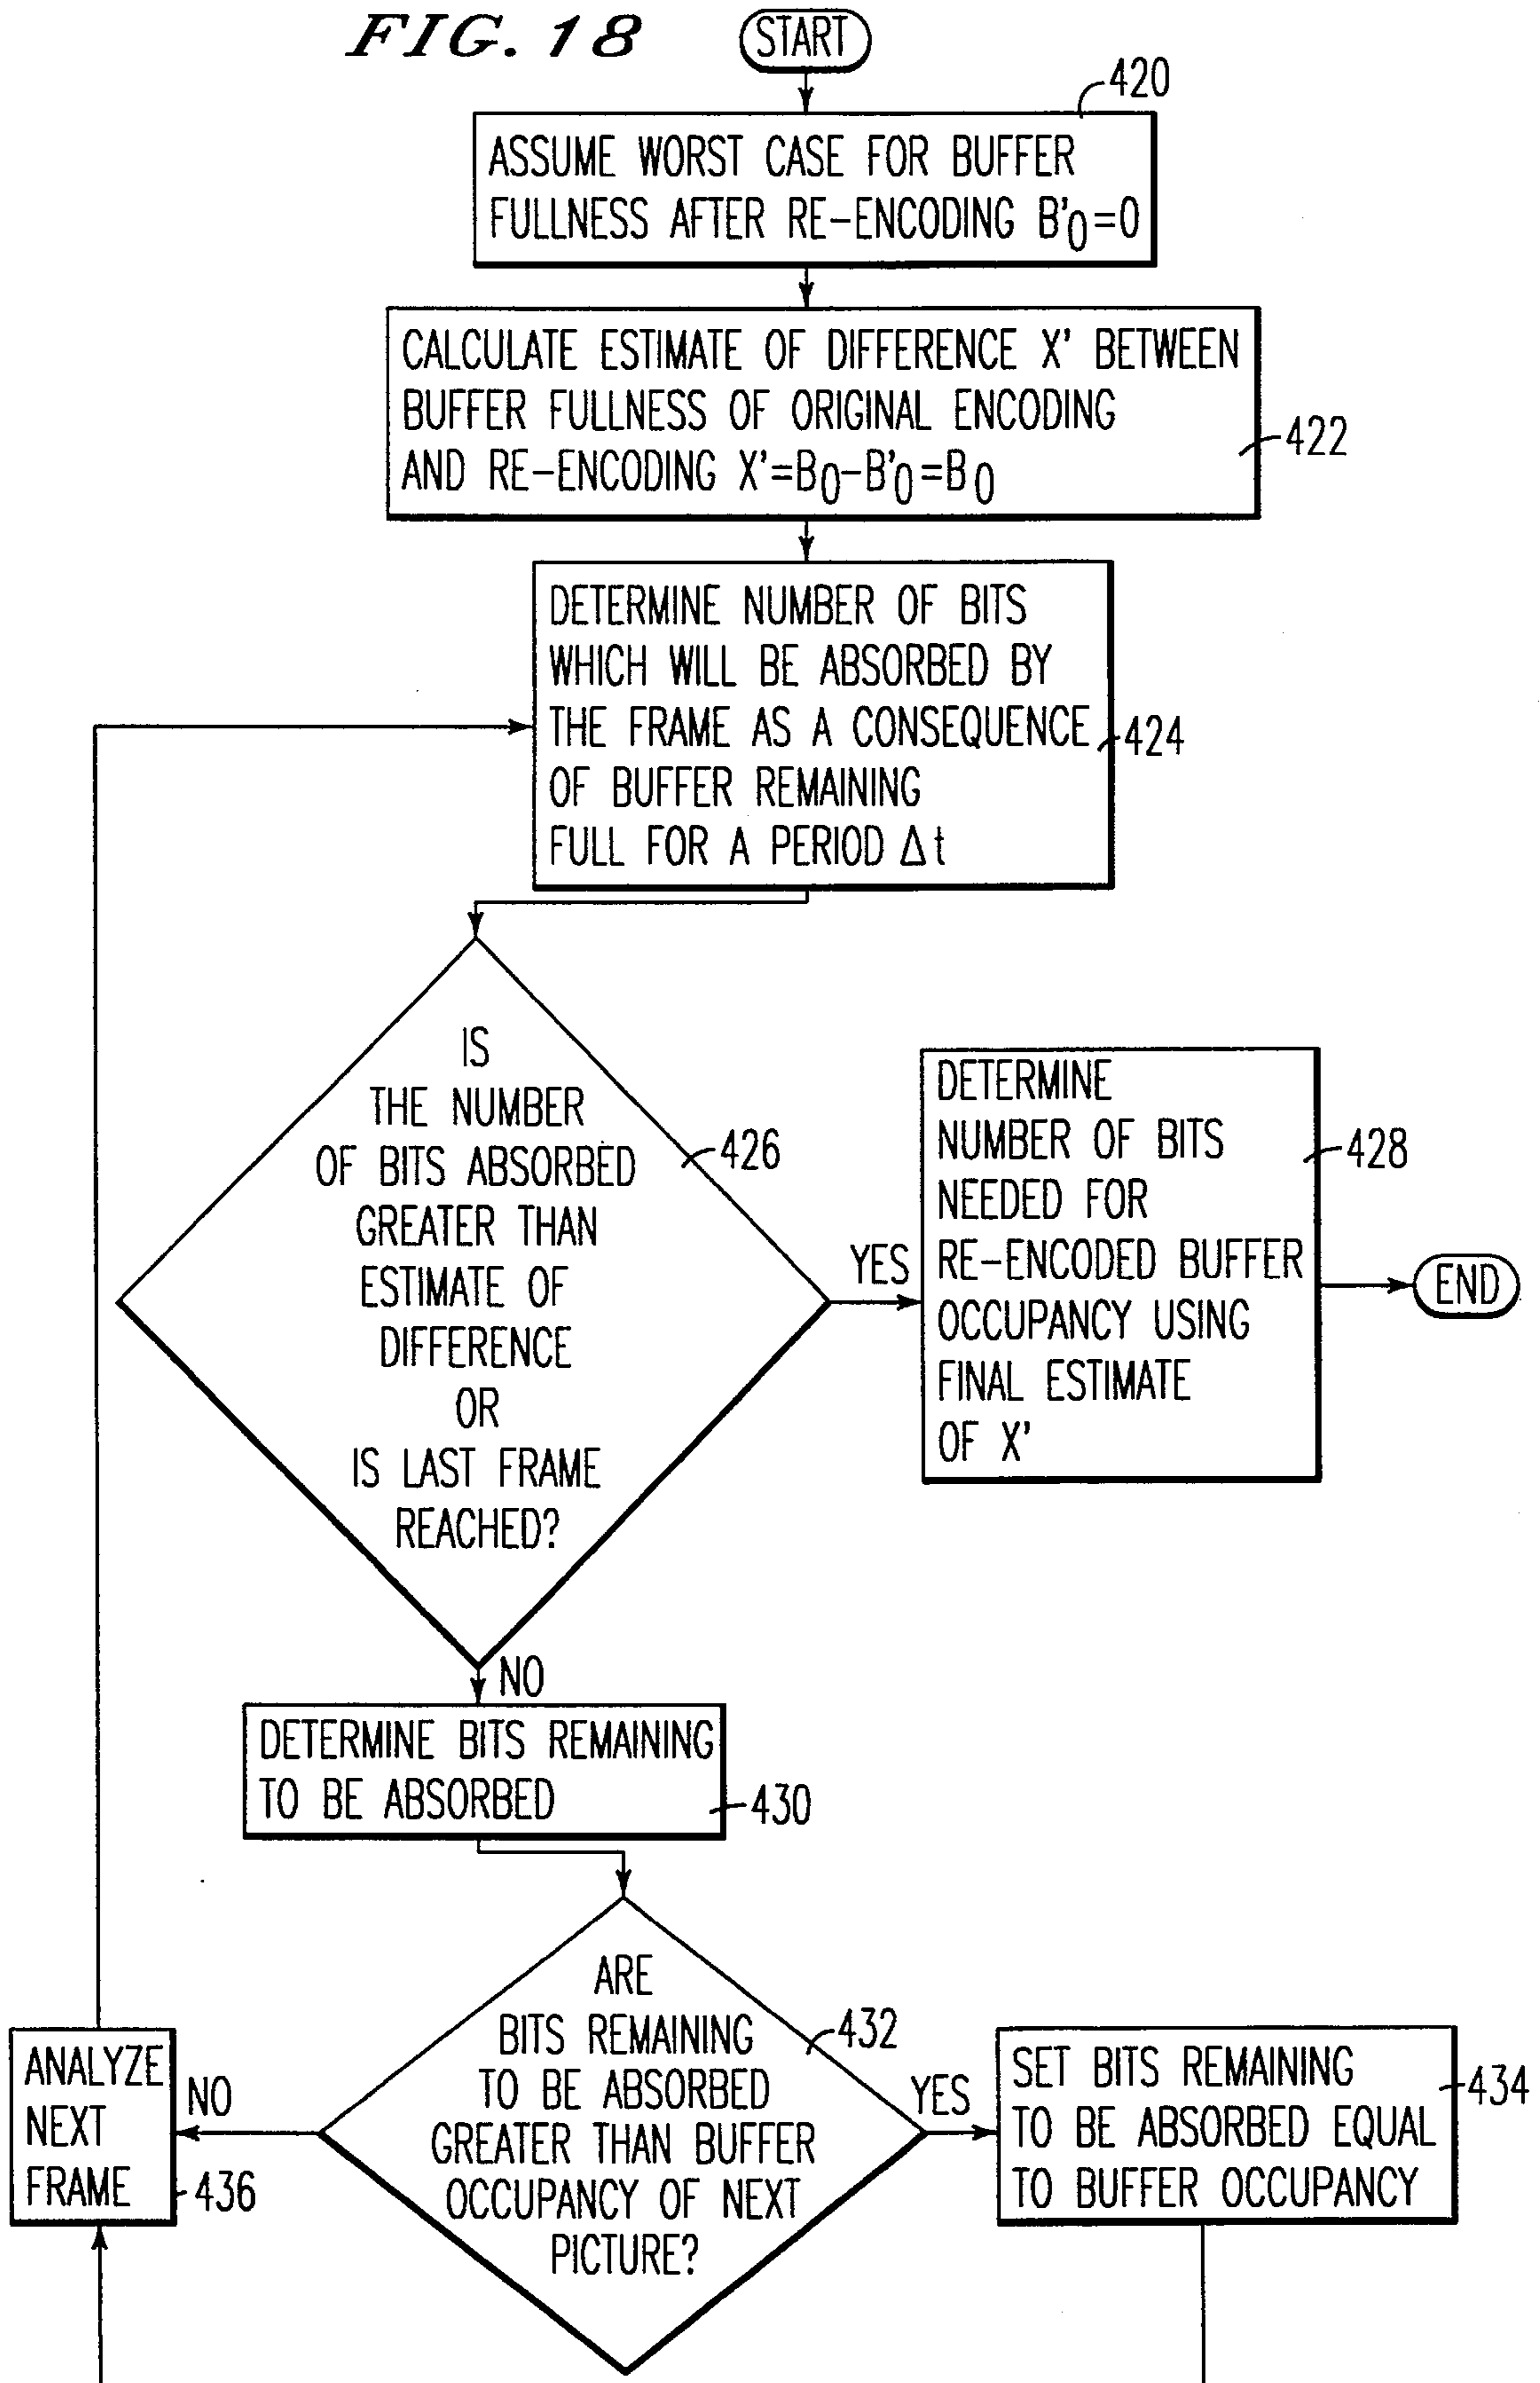 FIG. 18
START
420
ASSUME WORST CASE FOR BUFFER
FULLNESS AFTER RE-ENCODING B'0=0
CALCULATE ESTIMATE OF DIFFERENCE X' BETWEEN
BUFFER FULLNESS OF ORIGINAL ENCODING
AND RE-ENCODING X'=B0-B'0=B0
422
DETERMINE NUMBER OF BITS
WHICH WILL BE ABSORBED BY
THE FRAME AS A CONSEQUENCE
OF BUFFER REMAINING
FULL FOR A PERIOD Δt
424
IS
THE NUMBER
OF BITS ABSORBED
GREATER THAN
ESTIMATE OF
DIFFERENCE
OR
IS LAST FRAME
REACHED?
426
YES
DETERMINE
NUMBER OF BITS
NEEDED FOR
RE-ENCODED BUFFER
OCCUPANCY USING
FINAL ESTIMATE
OF X'
428
END
NO
DETERMINE BITS REMAINING
TO BE ABSORBED
430
ARE
BITS REMAINING
TO BE ABSORBED
GREATER THAN BUFFER
OCCUPANCY OF NEXT
PICTURE?
432
YES
SET BITS REMAINING
TO BE ABSORBED EQUAL
TO BUFFER OCCUPANCY
434
NO
ANALYZE
NEXT
FRAME
436